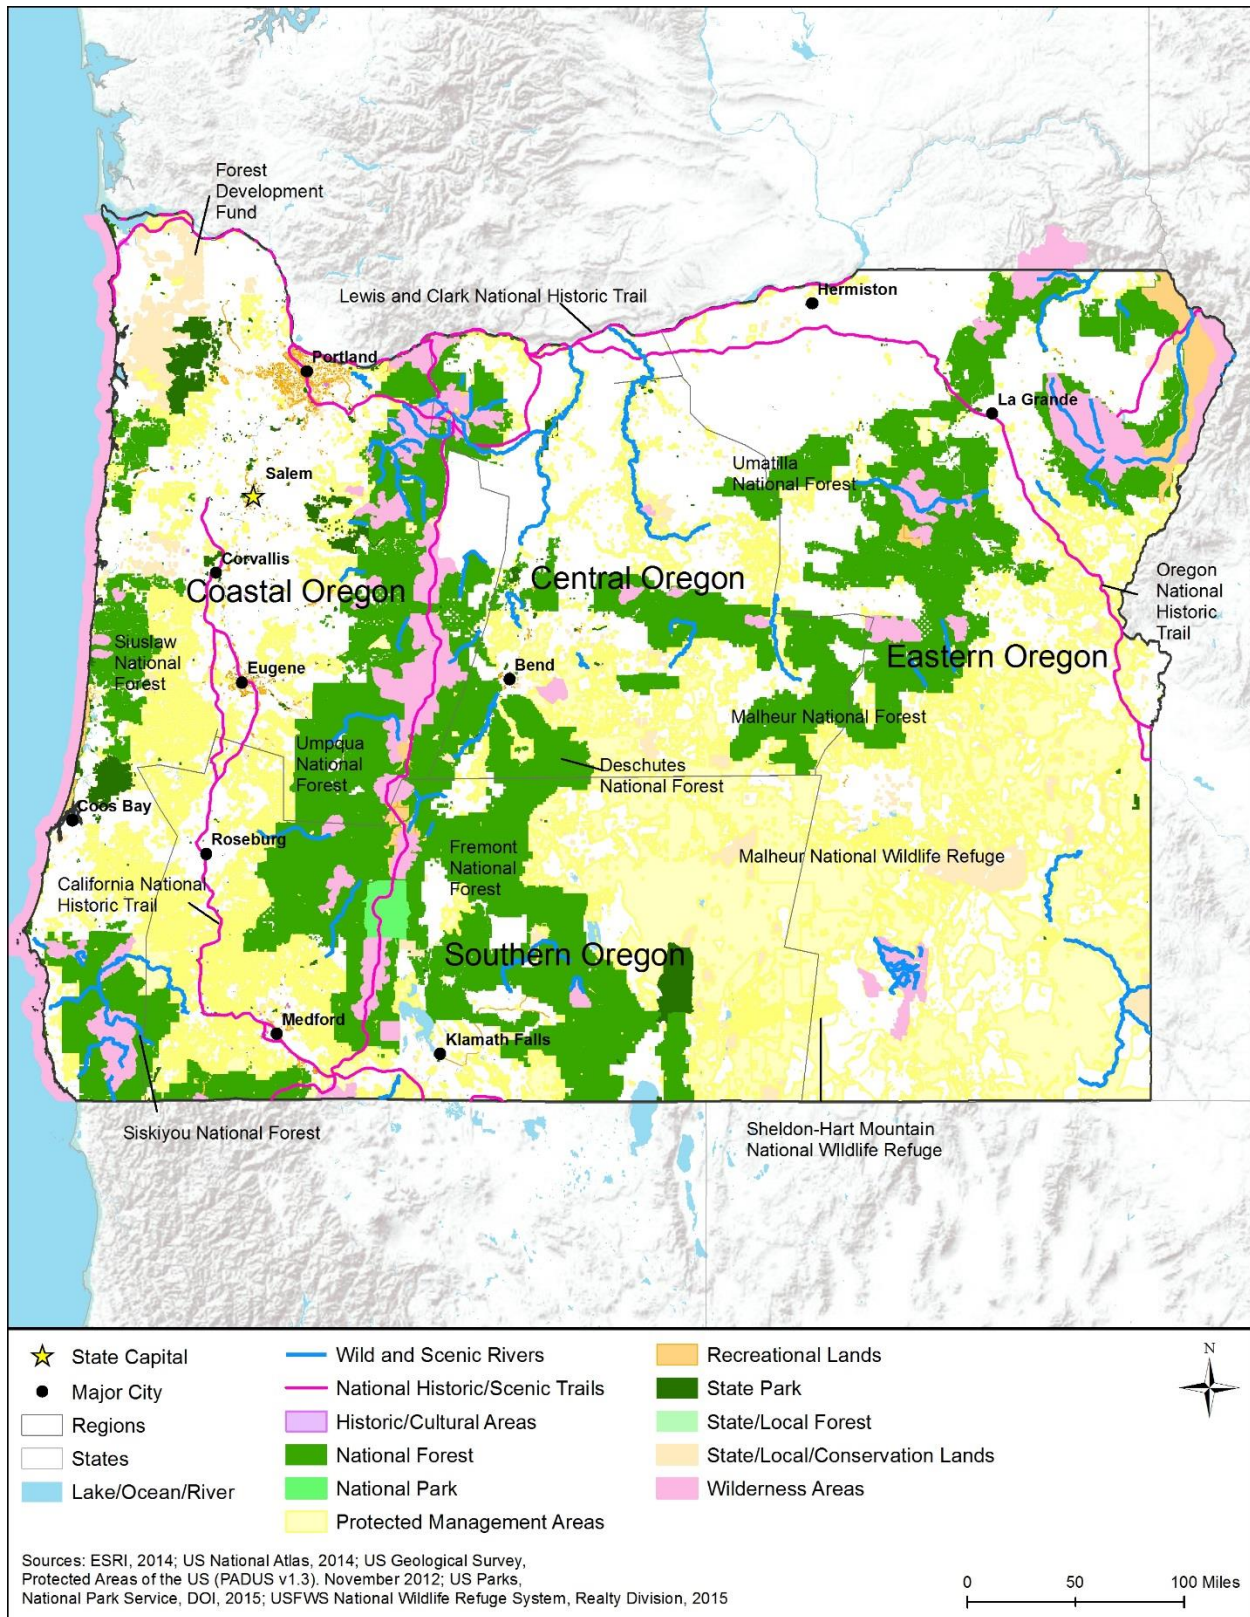 Forest
Development
Fund
Lewis and Clark National Historic Trail
Hermiston
Portland
La Grande
Salem
Umatilla
National Forest
Corvallis
Coastal Oregon
Central Oregon
Oregon
National
Historic
Trail
Siuslaw
National
Forest
Eugene
Bend
Eastern Oregon
Malheur National Forest
Umpqua
National
Forest
Deschutes
National Forest
Coos Bay
Roseburg
Fremont
National
Forest
Malheur National Wildlife Refuge
California National
Historic Trail
Southern Oregon
Medford
Klamath Falls
Siskiyou National Forest
Sheldon-Hart Mountain
National WIldlife Refuge
State Capital
Major City
Regions
States
Lake/Ocean/River
Wild and Scenic Rivers
National Historic/Scenic Trails
Historic/Cultural Areas
National Forest
National Park
Protected Management Areas
Recreational Lands
State Park
State/Local Forest
State/Local/Conservation Lands
Wilderness Areas
N
Sources: ESRI, 2014; US National Atlas, 2014; US Geological Survey,
Protected Areas of the US (PADUS v1.3). November 2012; US Parks,
National Park Service, DOI, 2015; USFWS National Wildlife Refuge System, Realty Division, 2015
0 50 100 Miles